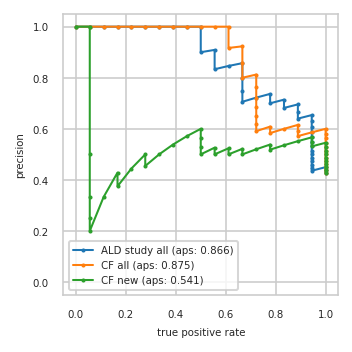 1.0
0.8
0.6
0.4
0.2
0.0
precision
ALD study all (aps: 0.866)
CF all (aps: 0.875)
CF new (aps: 0.541)
0.0 0.2 0.4 0.6 0.8 1.0
true positive rate